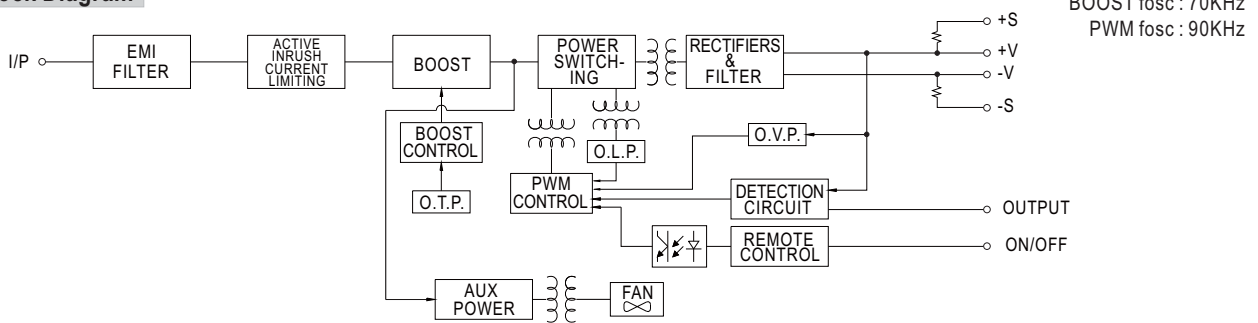 Diagram
BOOST fosc : 70KHz
PWM fosc : 90KHz
I/P
EMI
FILTER
ACTIVE
INRUSH
CURRENT
LIMITING
BOOST
POWER
SWITCH-
ING
RECTIFIERS
&
FILTER
+S
+V
-V
-S
BOOST
CONTROL
O.T.P.
O.L.P.
O.V.P.
PWM
CONTROL
DETECTION
CIRCUIT
OUTPUT
REMOTE
CONTROL
ON/OFF
AUX
POWER
FAN